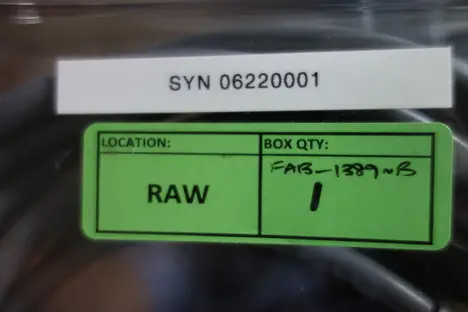 SYN 06220001
LOCATION:
BOX QTY:
RAW
FAB-1389~B
1